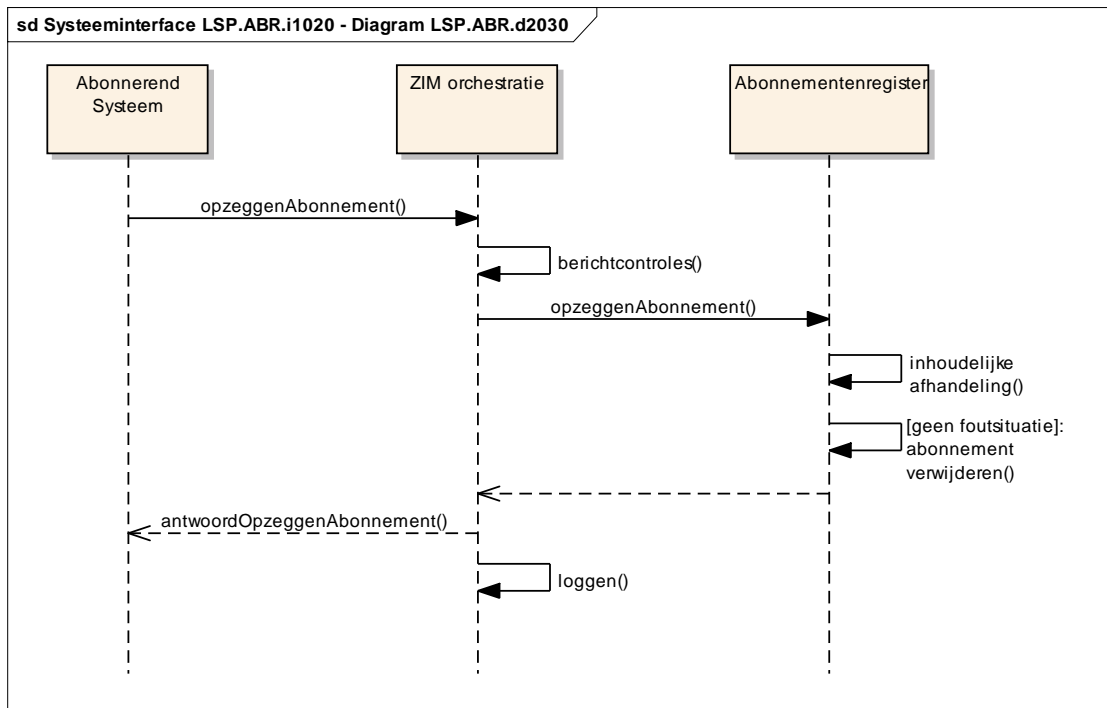 sd Systeeminterface LSP.ABR.i1020 - Diagram LSP.ABR.d2030
Abonnerend
Systeem
ZIM orchestratie
Abonnementenregister
opzeggenAbonnement()
berichtcontroles()
opzeggenAbonnement()
inhoudelijke
afhandeling()
[geen foutsituatie]:
abonnement
verwijderen()
antwoordOpzeggenAbonnement()
loggen()